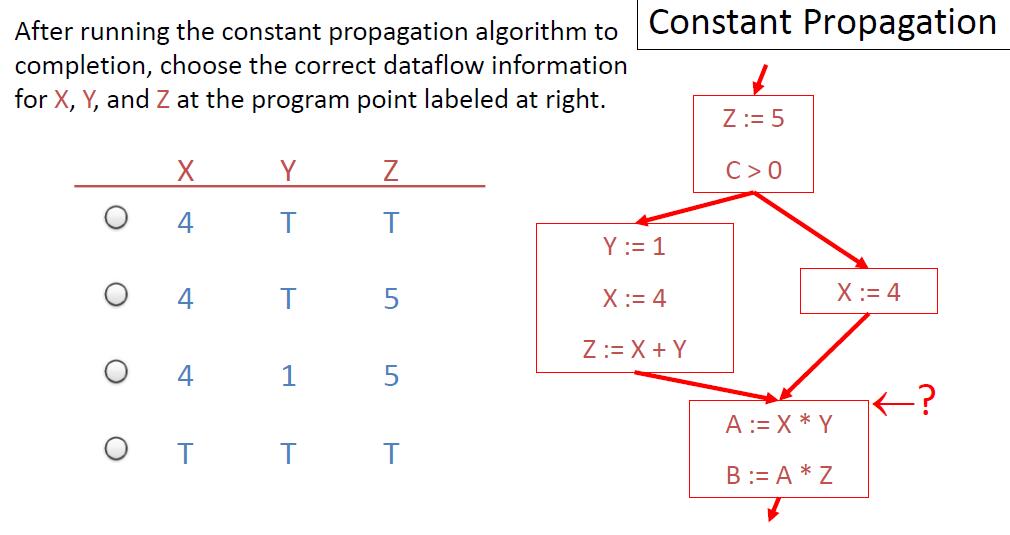 Constant Propagation
After running the constant propagation algorithm to
completion, choose the correct dataflow information
for X, Y, and Z at the program point labeled at right.
X Y Z
4 T T
4 T 5
4 1 5
T T T
Z := 5
C > 0
Y := 1
X := 4
Z := X + Y
X := 4
←?
A := X * Y
B := A * Z